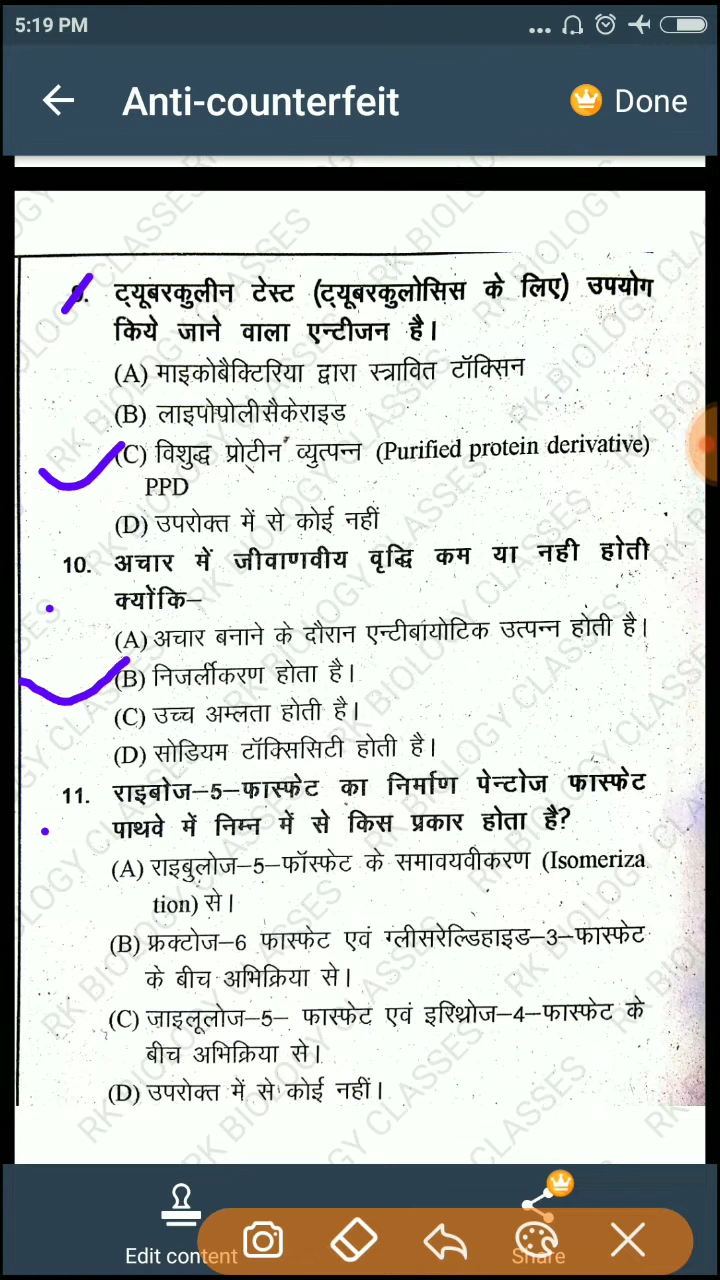 5:19 PM
Anti-counterfeit
Done
ट्यूबरकुलीन टेस्ट (ट्यूबरकुलोसिस के लिए) उपयोग
किये जाने वाला एन्टीजन है।
(A) माइकोबैक्टिरिया द्वारा स्त्रावित टॉक्सिन
(B) लाइपोपोलीसैकेराइड
(C) विशुद्ध प्रोटीन व्युत्पन्न (Purified protein derivative)
PPD
(D) उपरोक्त में से कोई नहीं
10. अचार में जीवाणवीय वृद्धि कम या नही होती
क्योंकि–
(A) अचार बनाने के दौरान एन्टीबायोटिक उत्पन्न होती है।
(B) निजर्लीकरण होता है।
(C) उच्च अम्लता होती है।
(D) सोडियम टॉक्सिसिटी होती है।
11. राइबोज–5–फास्फेट का निर्माण पेन्टोज फास्फेट
पाथवे में निम्न में से किस प्रकार होता है?
(A) राइबुलोज–5–फॉस्फेट के समावयवीकरण (Isomeriza
tion) से।
(B) फ्रक्टोज–6 फास्फेट एवं ग्लीसरेल्डिहाइड–3–फास्फेट
के बीच अभिक्रिया से।
(C) जाइलूलोज–5– फास्फेट एवं इरिथोज–4–फास्फेट के
बीच अभिक्रिया से।
(D) उपरोक्त में से कोई नहीं।
RK BIOLOGY CLASSES
Edit content
Share